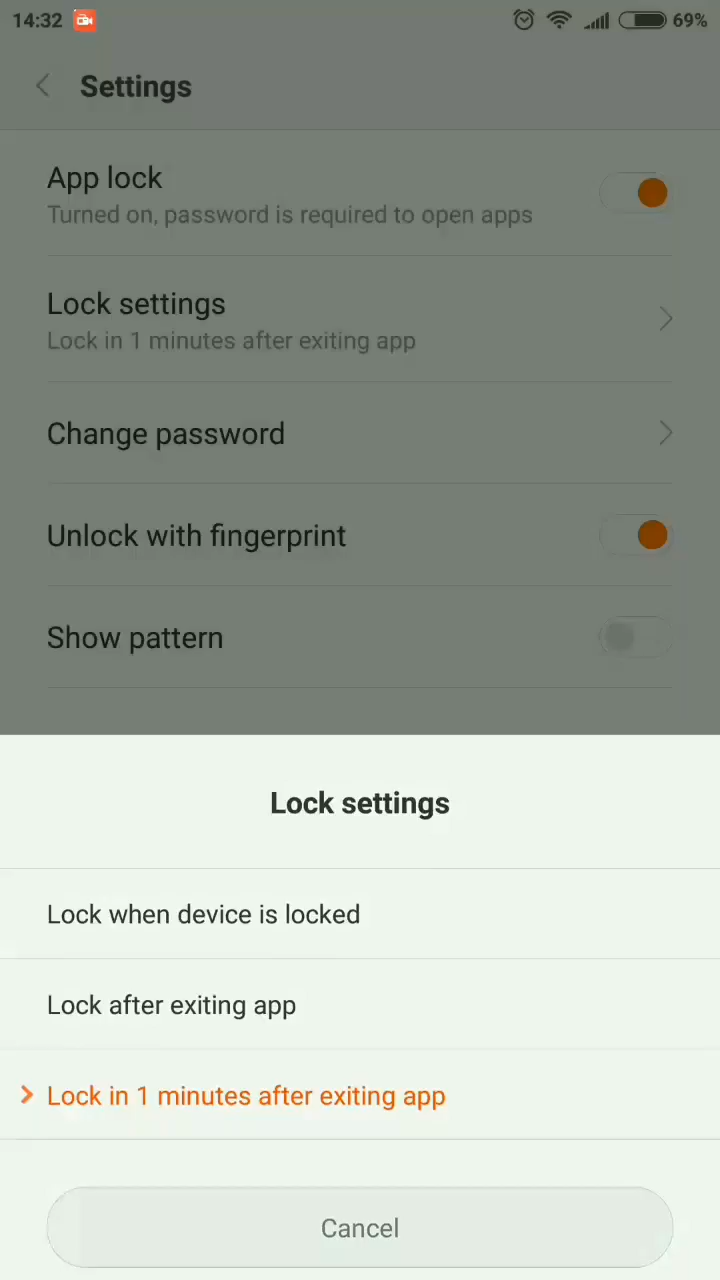 14:32
69%
Settings
App lock
Turned on, password is required to open apps
Lock settings
Lock in 1 minutes after exiting app
Change password
Unlock with fingerprint
Show pattern
Lock settings
Lock when device is locked
Lock after exiting app
Lock in 1 minutes after exiting app
Cancel